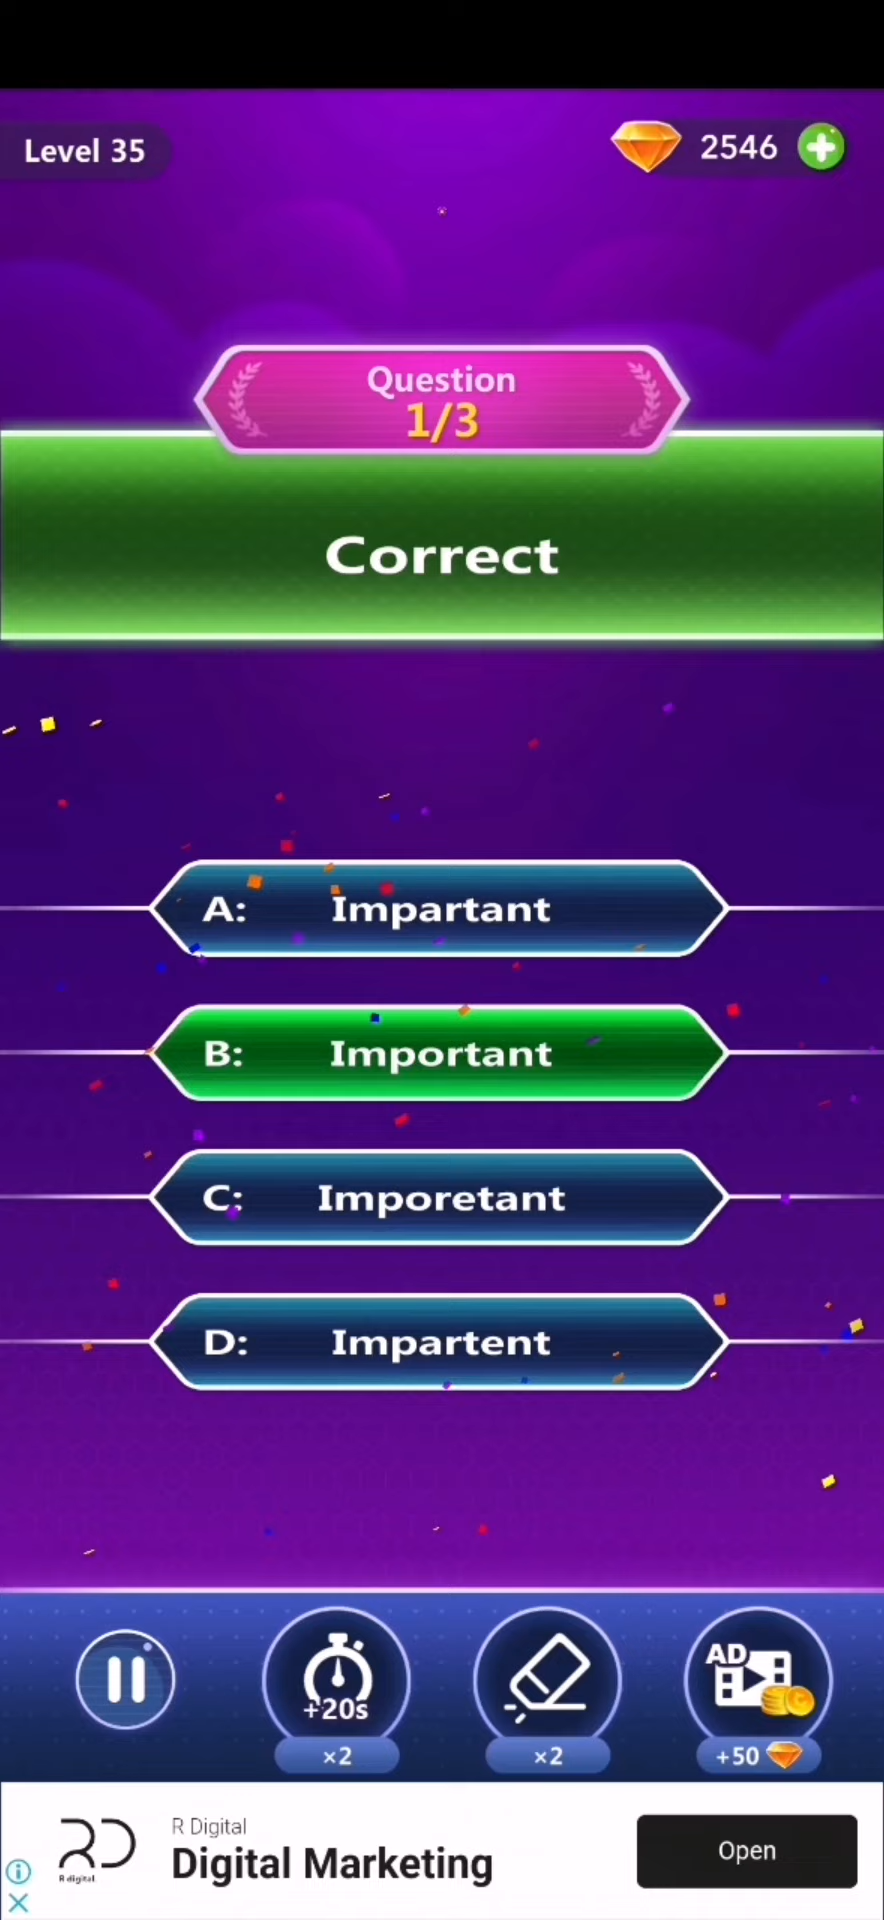 Level 35
2546
Question
1/3
Correct
A: Impartant
B: Important
C: Imporetant
D: Impartent
+20s
×2
×2
AD
+50
R Digital
Digital Marketing
R digital
Open